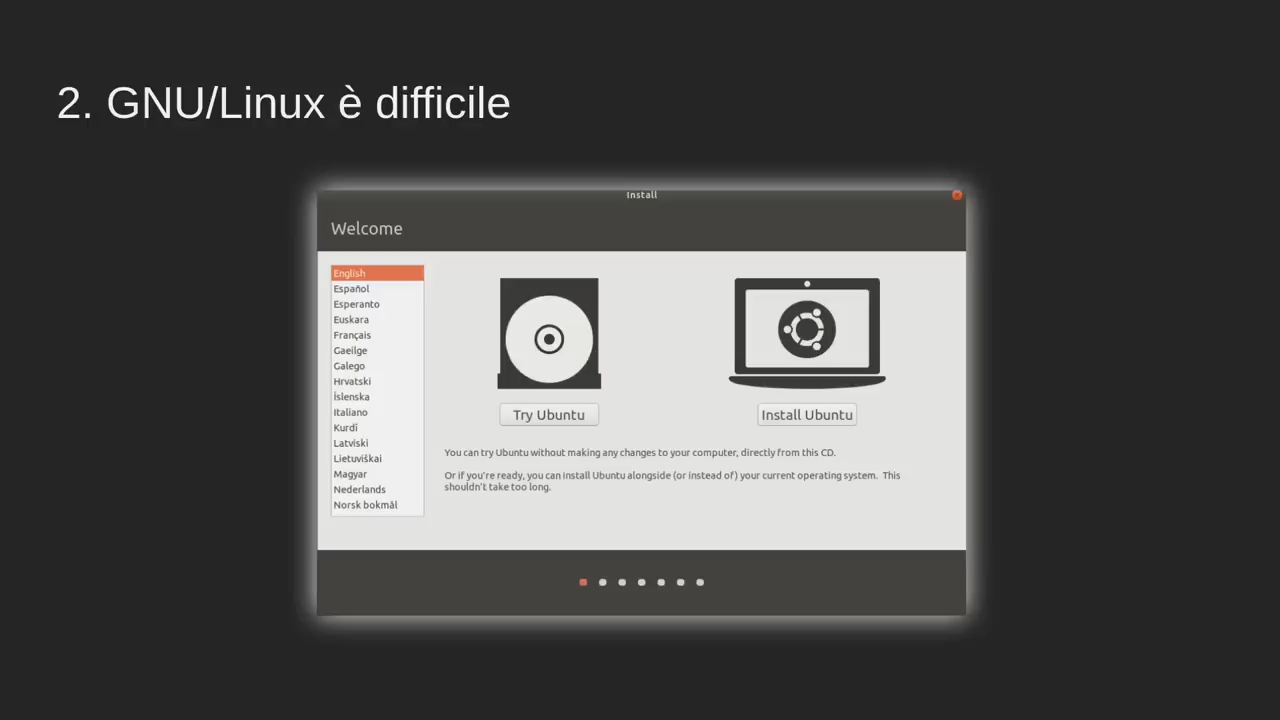 2. GNU/Linux è difficile
Install
Welcome
English
Español
Esperanto
Euskara
Français
Gaeilge
Galego
Hrvatski
Íslenska
Italiano
Kurdî
Latviski
Lietuviškai
Magyar
Nederlands
Norsk bokmål
Try Ubuntu
Install Ubuntu
You can try Ubuntu without making any changes to your computer, directly from this CD.
Or if you're ready, you can install Ubuntu alongside (or instead of) your current operating system. This
shouldn't take too long.